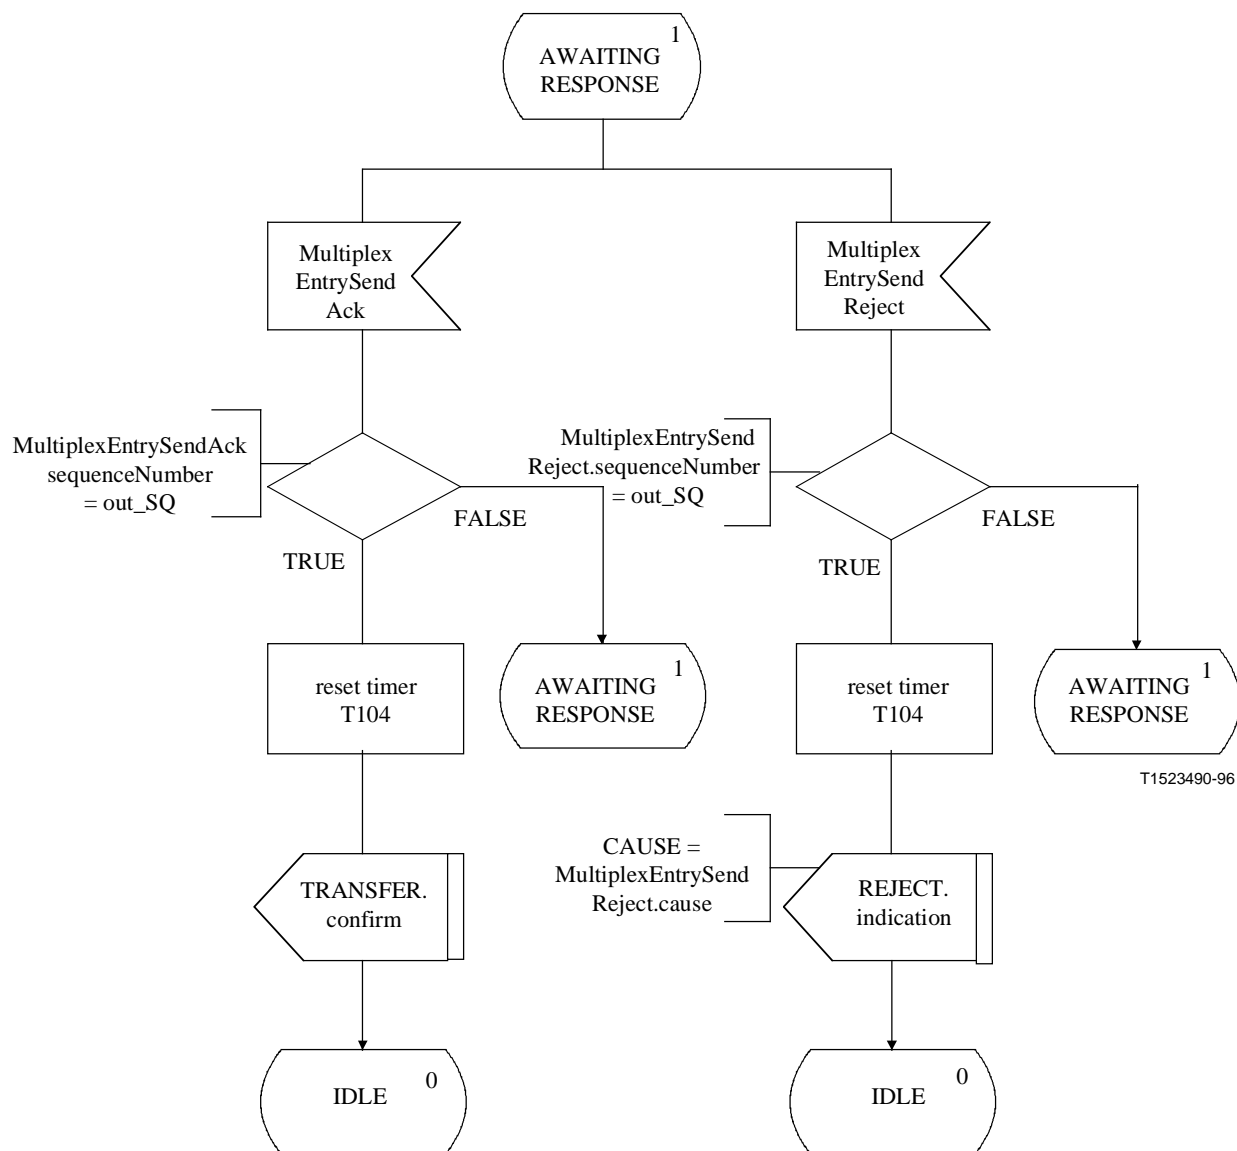 1
AWAITING
RESPONSE
Multiplex
EntrySend
Ack
Multiplex
EntrySend
Reject
MultiplexEntrySendAck
sequenceNumber
= out_SQ
FALSE
TRUE
MultiplexEntrySend
Reject.sequenceNumber
= out_SQ
FALSE
TRUE
reset timer
T104
1
AWAITING
RESPONSE
reset timer
T104
1
AWAITING
RESPONSE
T1523490-96
TRANSFER.
confirm
CAUSE =
MultiplexEntrySend
Reject.cause
REJECT.
indication
0
IDLE
0
IDLE